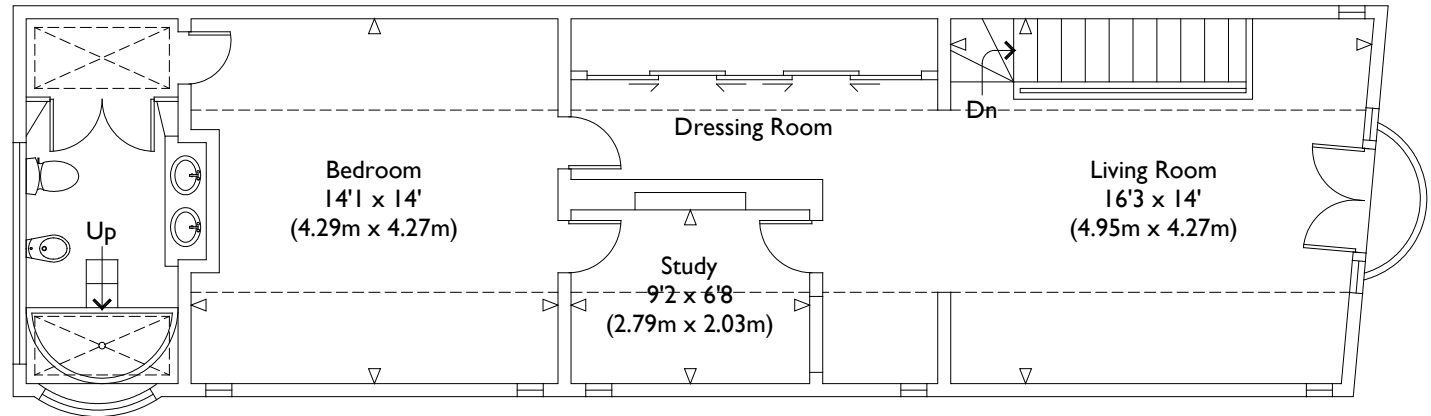 Up
Bedroom
14'1 x 14'
(4.29m x 4.27m)
Dressing Room
Study
9'2 x 6'8
(2.79m x 2.03m)
Dn
Living Room
16'3 x 14'
(4.95m x 4.27m)